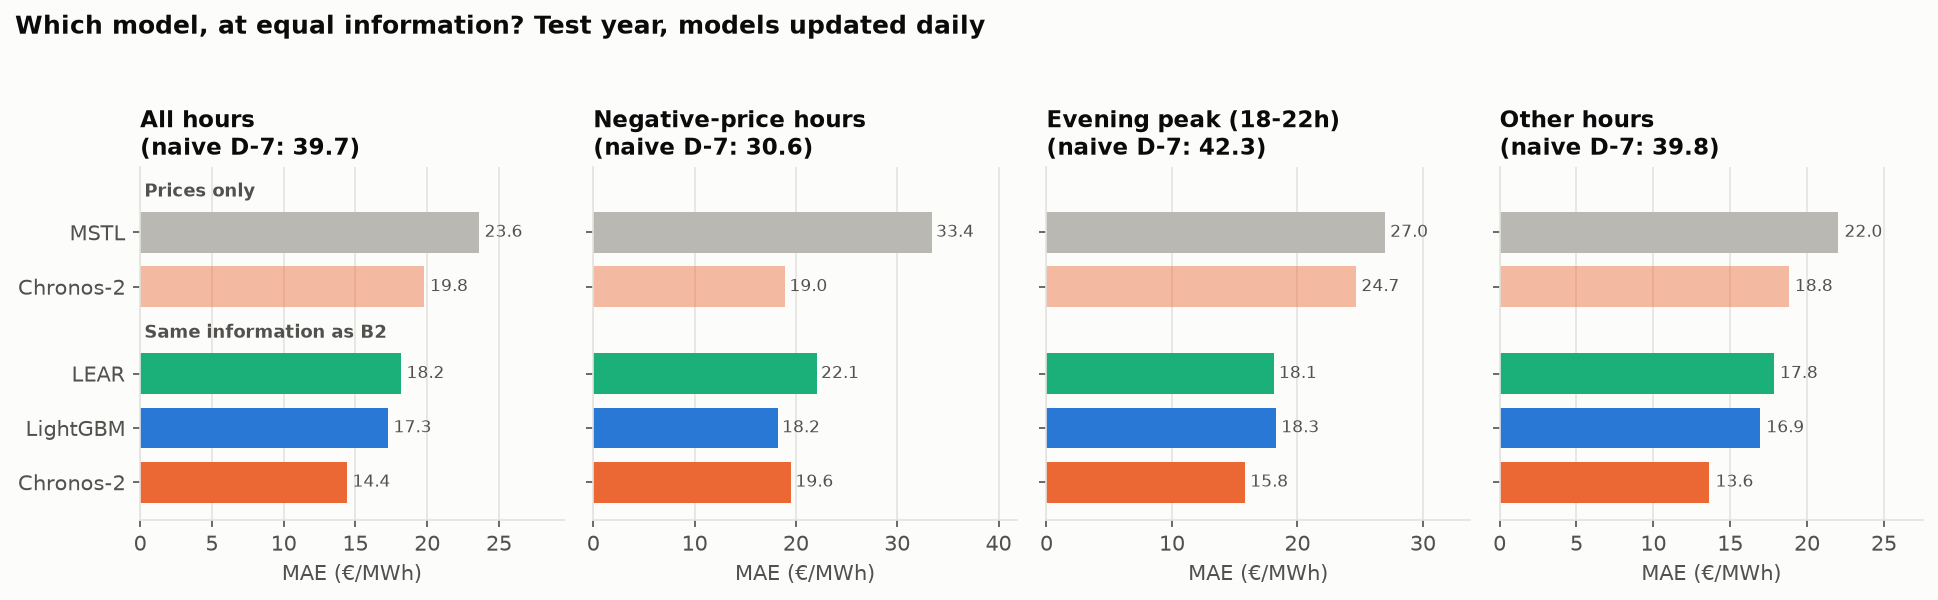 Which model, at equal information? Test year, models updated daily
All hours
(naive D-7: 39.7)
Negative-price hours
(naive D-7: 30.6)
Evening peak (18-22h)
(naive D-7: 42.3)
Other hours
(naive D-7: 39.8)
Prices only
MSTL
23.6
33.4
27.0
22.0
Chronos-2
19.8
19.0
24.7
18.8
Same information as B2
LEAR
18.2
22.1
18.1
17.8
LightGBM
17.3
18.2
18.3
16.9
Chronos-2
14.4
19.6
15.8
13.6
0 5 10 15 20 25
0 10 20 30 40
0 10 20 30
0 5 10 15 20 25
MAE (€/MWh)
MAE (€/MWh)
MAE (€/MWh)
MAE (€/MWh)